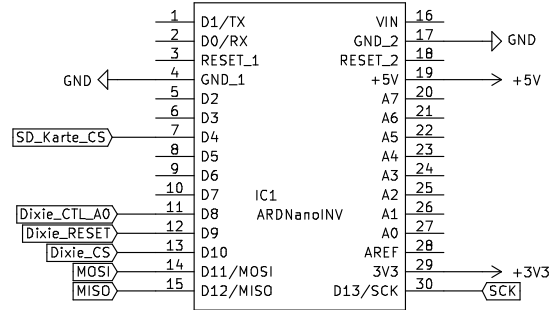 1 D1/TX VIN 16
2 D0/RX GND_2 17 GND
3 RESET_1 RESET_2 18
GND 4 GND_1 +5V 19 +5V
5 D2 A7 20
6 D3 A6 21
SD_Karte_CS 7 D4 A5 22
8 D5 A4 23
9 D6 A3 24
10 D7 IC1 A2 25
Dixie_CTL_A0 11 D8 ARDNanoINV A1 26
Dixie_RESET 12 D9 A0 27
Dixie_CS 13 D10 AREF 28
MOSI 14 D11/MOSI 3V3 29 +3V3
MISO 15 D12/MISO D13/SCK 30 SCK